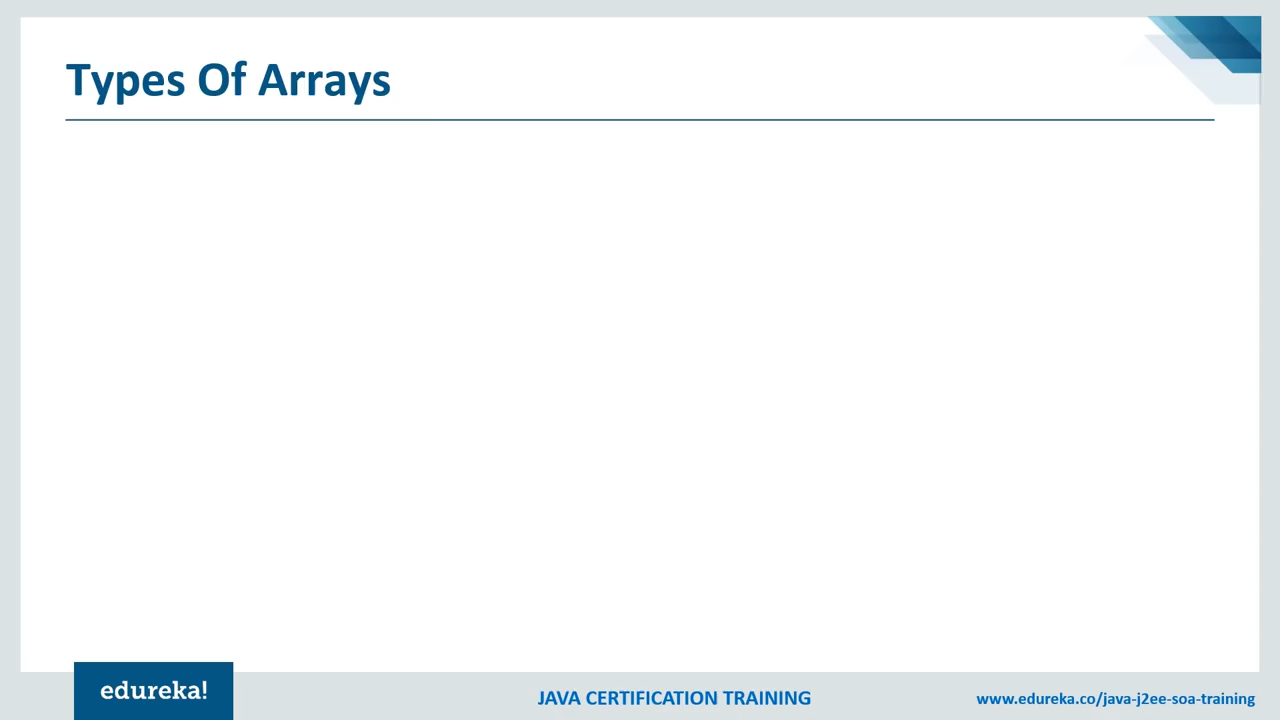 Types Of Arrays
edureka!
JAVA CERTIFICATION TRAINING
www.edureka.co/java-j2ee-soa-training